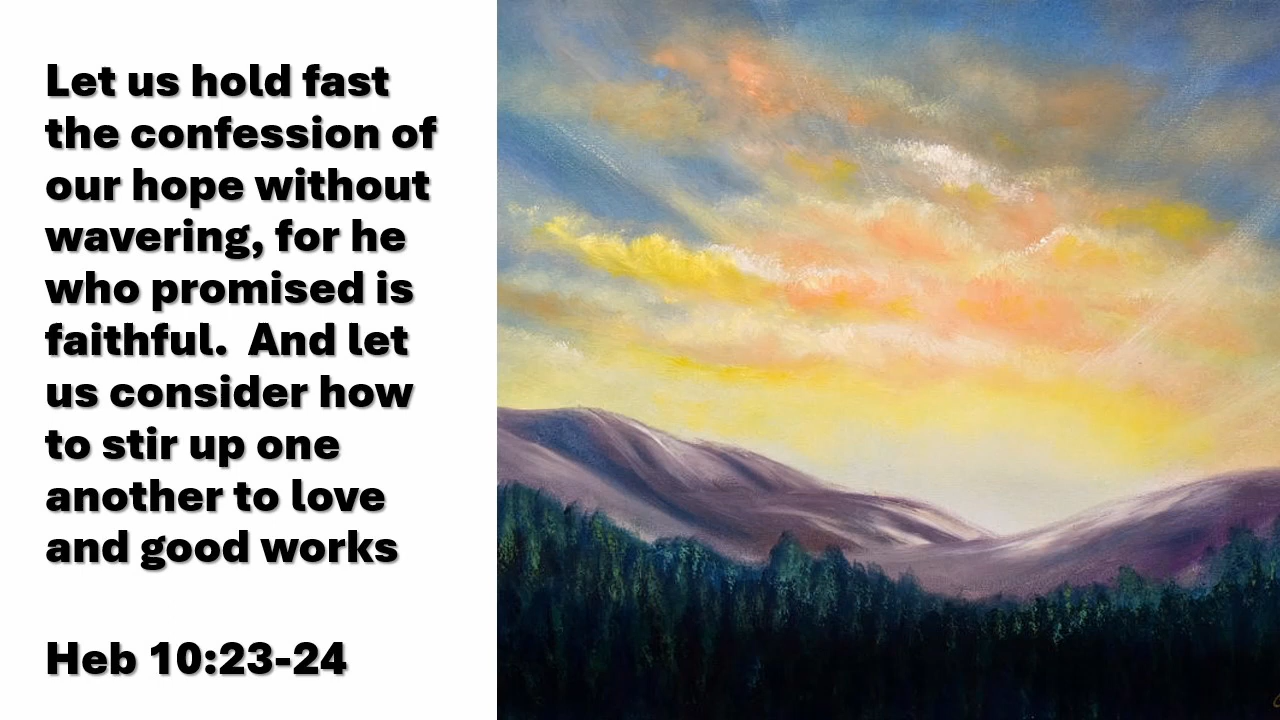 Let us hold fast
the confession of
our hope without
wavering, for he
who promised is
faithful.  And let
us consider how
to stir up one
another to love
and good works
Heb 10:23-24